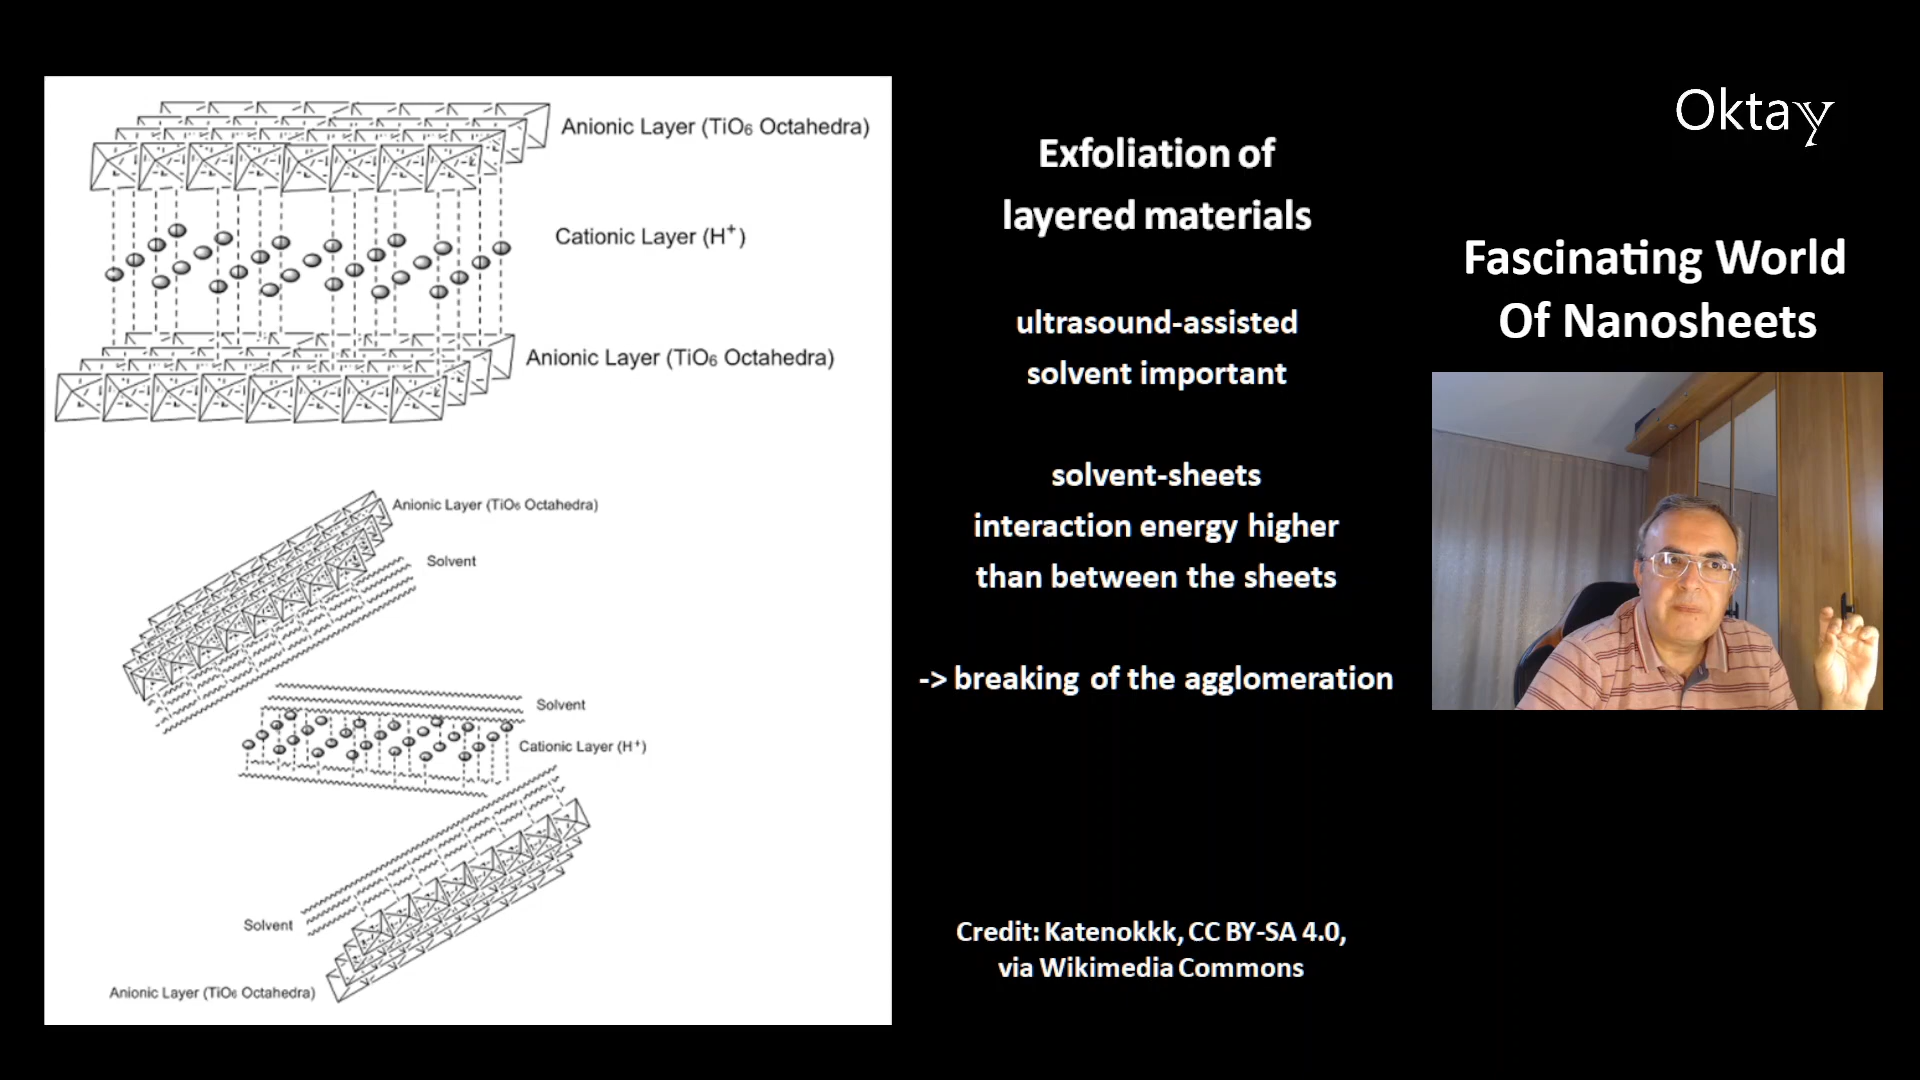 Anionic Layer (TiO₆ Octahedra)
Cationic Layer (H⁺)
Anionic Layer (TiO₆ Octahedra)
Anionic Layer (TiO₆ Octahedra)
Solvent
Solvent
Cationic Layer (H⁺)
Solvent
Anionic Layer (TiO₆ Octahedra)
Exfoliation of
layered materials
ultrasound-assisted
solvent important
solvent-sheets
interaction energy higher
than between the sheets
-> breaking of the agglomeration
Credit: Katenokkk, CC BY-SA 4.0,
via Wikimedia Commons
Oktay
Fascinating World
Of Nanosheets